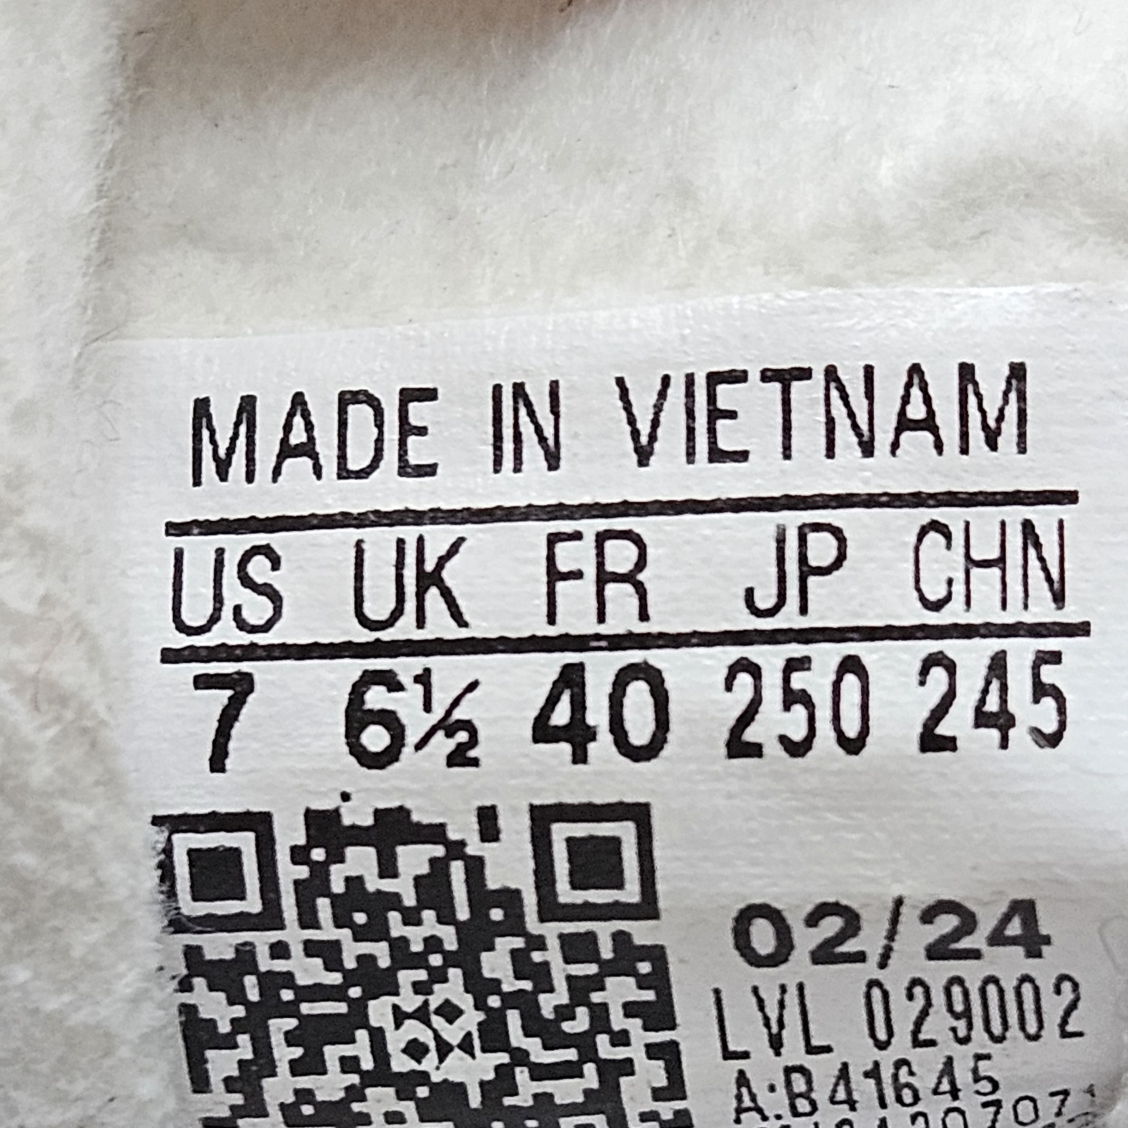 MADE IN VIETNAM
US UK FR JP CHN
7 6½ 40 250 245
02/24
LVL 029002
A:B41645